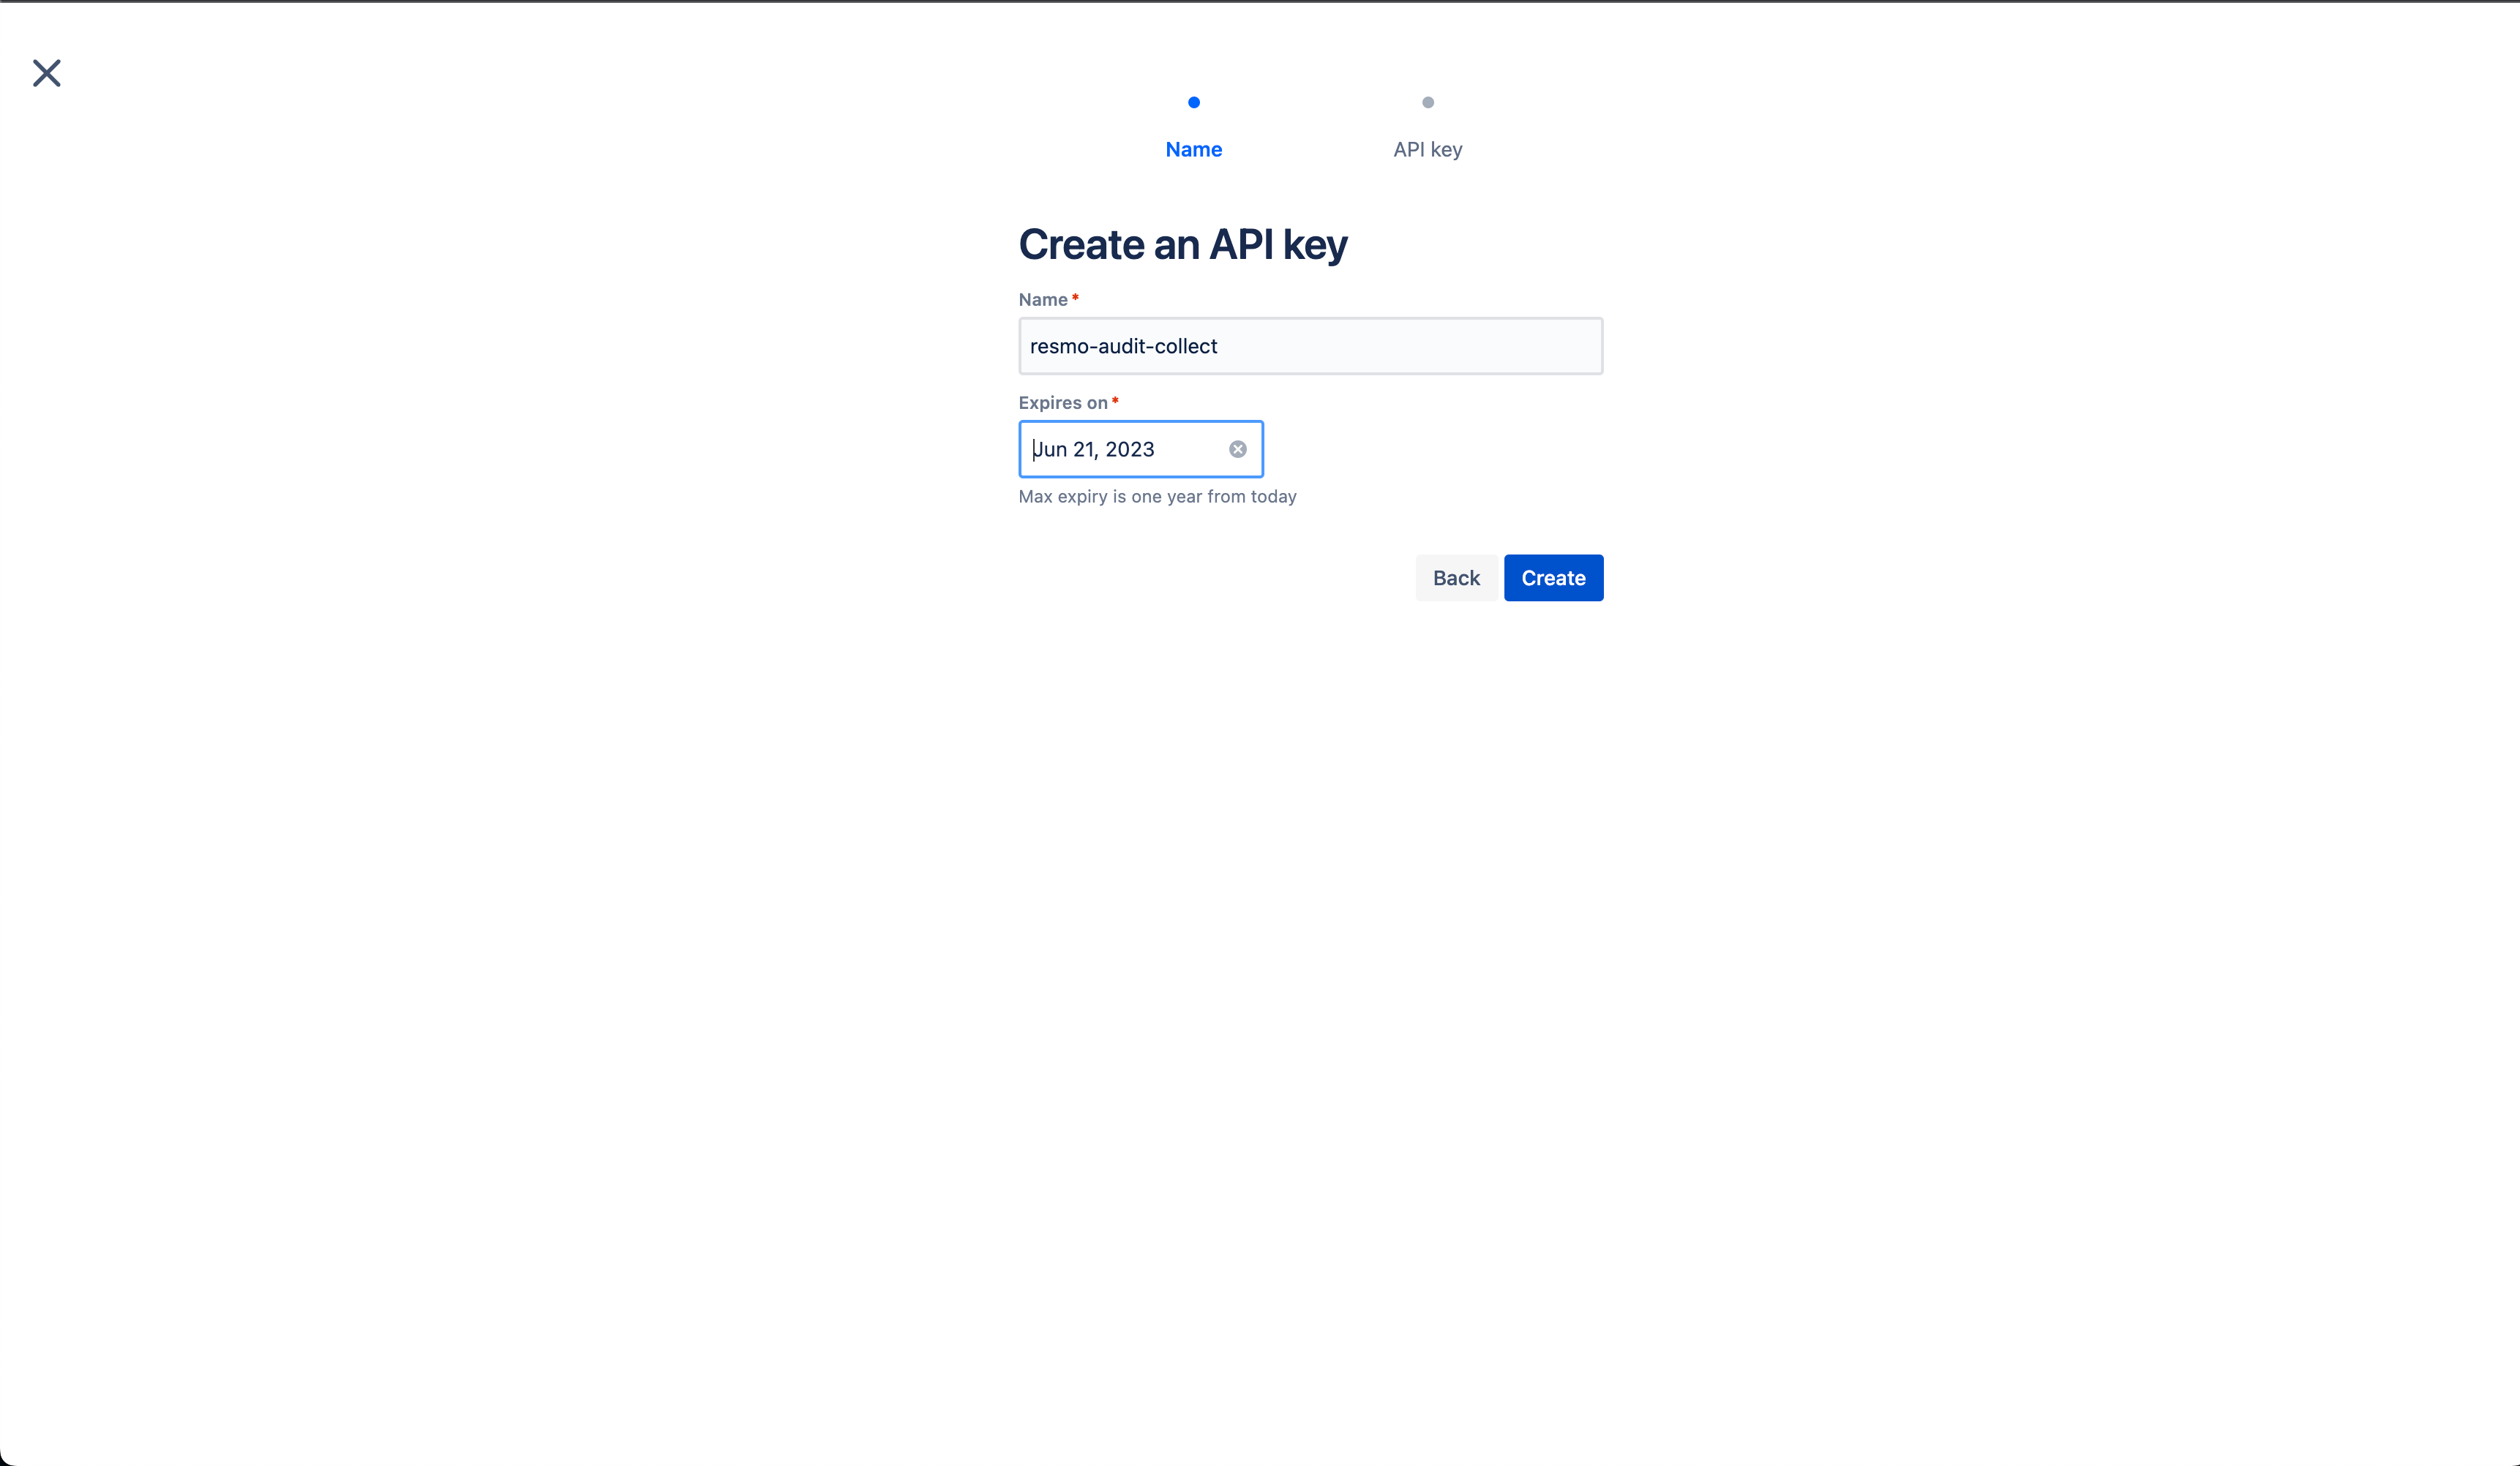 Name
API key
Create an API key
Name *
resmo-audit-collect
Expires on *
Jun 21, 2023
Max expiry is one year from today
Back
Create